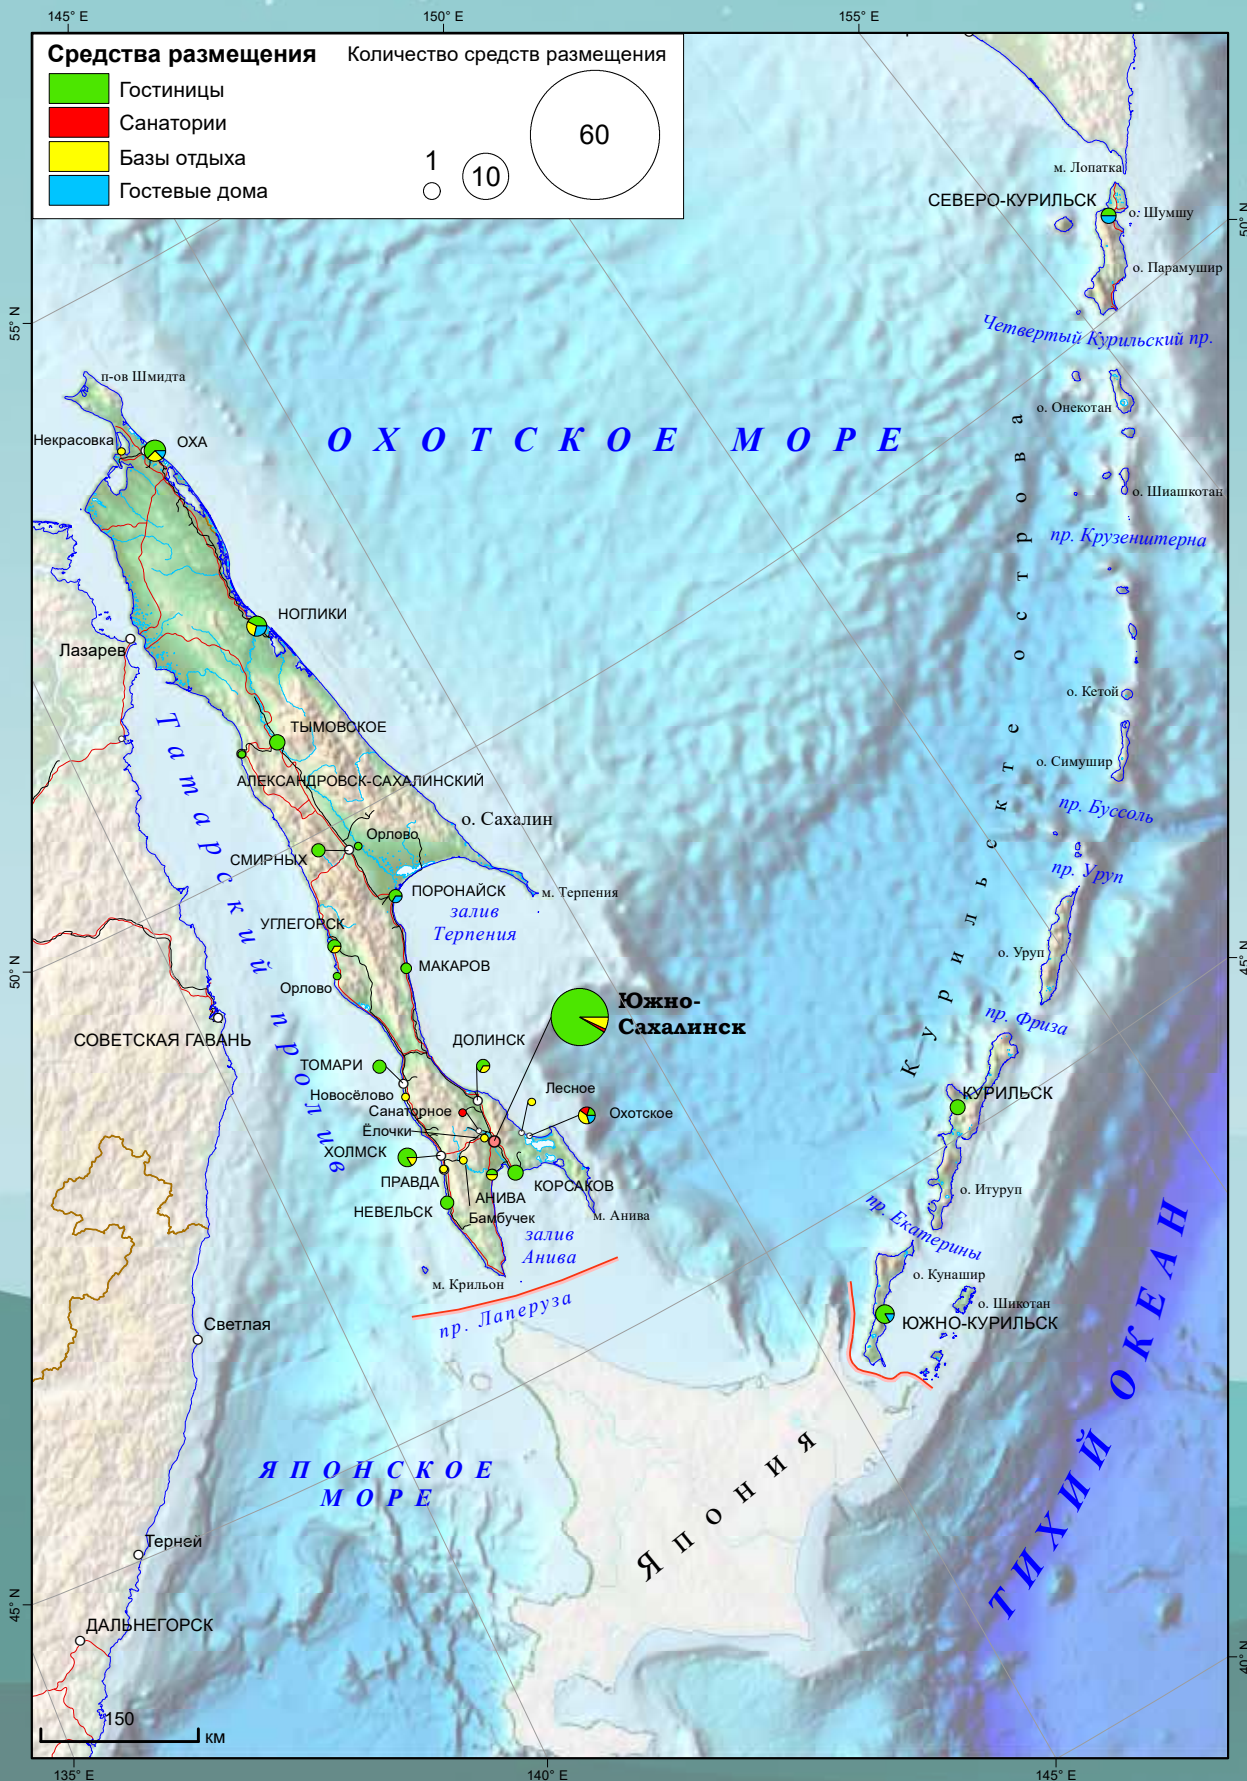 145° E
150° E
155° E
Средства размещения
Количество средств размещения
Гостиницы
Санатории
Базы отдыха
Гостевые дома
1
10
60
м. Лопатка
СЕВЕРО-КУРИЛЬСК
о. Шумшу
50° N
о. Парамушир
55° N
Четвертый Курильский пр.
п-ов Шмидта
о. Онекотан
Некрасовка
ОХА
ОХОТСКОЕ МОРЕ
о. Шиашкотан
пр. Крузенштерна
НОГЛИКИ
Лазарев
о. Кетой
ТЫМОВСКОЕ
о. Симушир
АЛЕКСАНДРОВСК-САХАЛИНСКИЙ
пр. Буссоль
о. Сахалин
Орлово
СМИРНЫХ
пр. Уруп
ПОРОНАЙСК
м. Терпения
залив
Терпения
УГЛЕГОРСК
Татарский пролив
Курильские острова
о. Уруп
45° N
50° N
МАКАРОВ
Орлово
Южно-
Сахалинск
пр. Фриза
СОВЕТСКАЯ ГАВАНЬ
ДОЛИНСК
ТОМАРИ
Новосёлово
Лесное
КУРИЛЬСК
Санаторное
Охотское
Ёлочки
ХОЛМСК
ПРАВДА
АНИВА
КОРСАКОВ
о. Итуруп
НЕВЕЛЬСК
Бамбучек
м. Анива
залив
Анива
пр. Екатерины
м. Крильон
о. Кунашир
пр. Лаперуза
о. Шикотан
ЮЖНО-КУРИЛЬСК
Светлая
ТИХИЙ ОКЕАН
ЯПОНСКОЕ
МОРЕ
ЯПОНИЯ
Терней
45° N
ДАЛЬНЕГОРСК
40° N
150
км
135° E
140° E
145° E